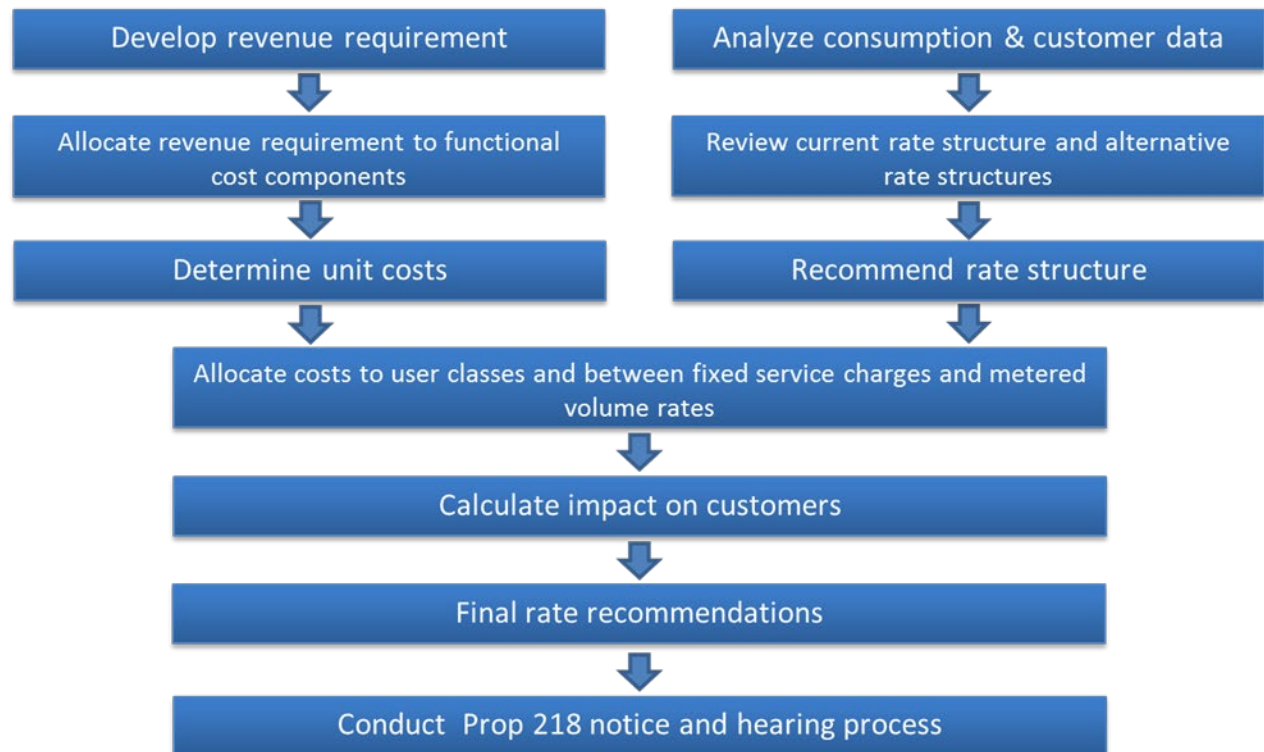 Develop revenue requirement
Analyze consumption & customer data
Allocate revenue requirement to functional
cost components
Review current rate structure and alternative
rate structures
Determine unit costs
Recommend rate structure
Allocate costs to user classes and between fixed service charges and metered
volume rates
Calculate impact on customers
Final rate recommendations
Conduct Prop 218 notice and hearing process